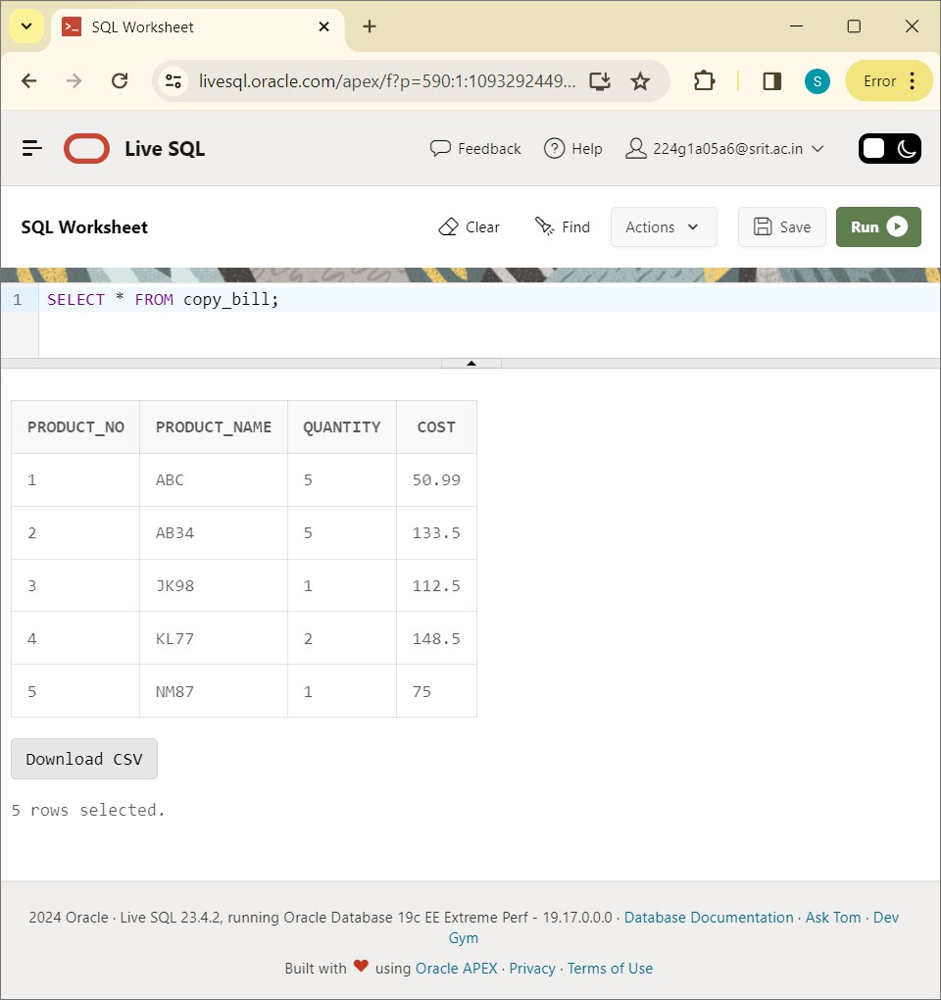 SQL Worksheet
livesql.oracle.com/apex/f?p=590:1:1093292449...
S
Error
Live SQL
Feedback
Help
224g1a05a6@srit.ac.in
SQL Worksheet
Clear
Find
Actions
Save
Run
1 SELECT * FROM copy_bill;
PRODUCT_NO PRODUCT_NAME QUANTITY COST
1 ABC 5 50.99
2 AB34 5 133.5
3 JK98 1 112.5
4 KL77 2 148.5
5 NM87 1 75
Download CSV
5 rows selected.
2024 Oracle · Live SQL 23.4.2, running Oracle Database 19c EE Extreme Perf - 19.17.0.0.0 · Database Documentation · Ask Tom · Dev
Gym
Built with ❤ using Oracle APEX · Privacy · Terms of Use